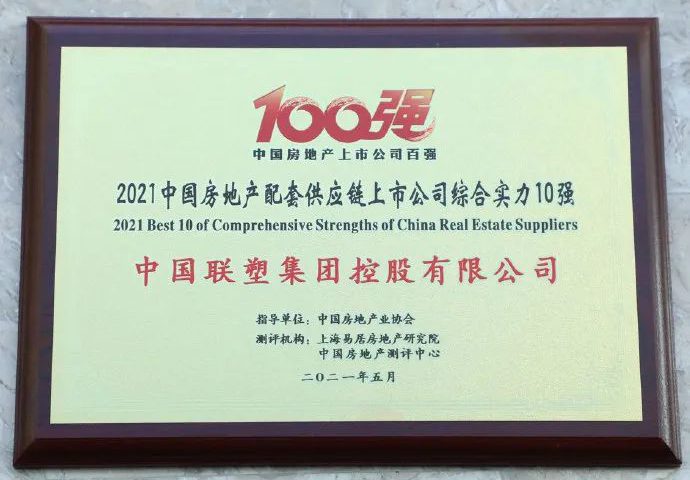 100强
中国房地产上市公司百强
2021中国房地产配套供应链上市公司综合实力10强
2021 Best 10 of Comprehensive Strengths of China Real Estate Suppliers
中国联塑集团控股有限公司
指导单位：中国房地产业协会
测评机构：上海易居房地产研究院
中国房地产测评中心
二〇二一年五月